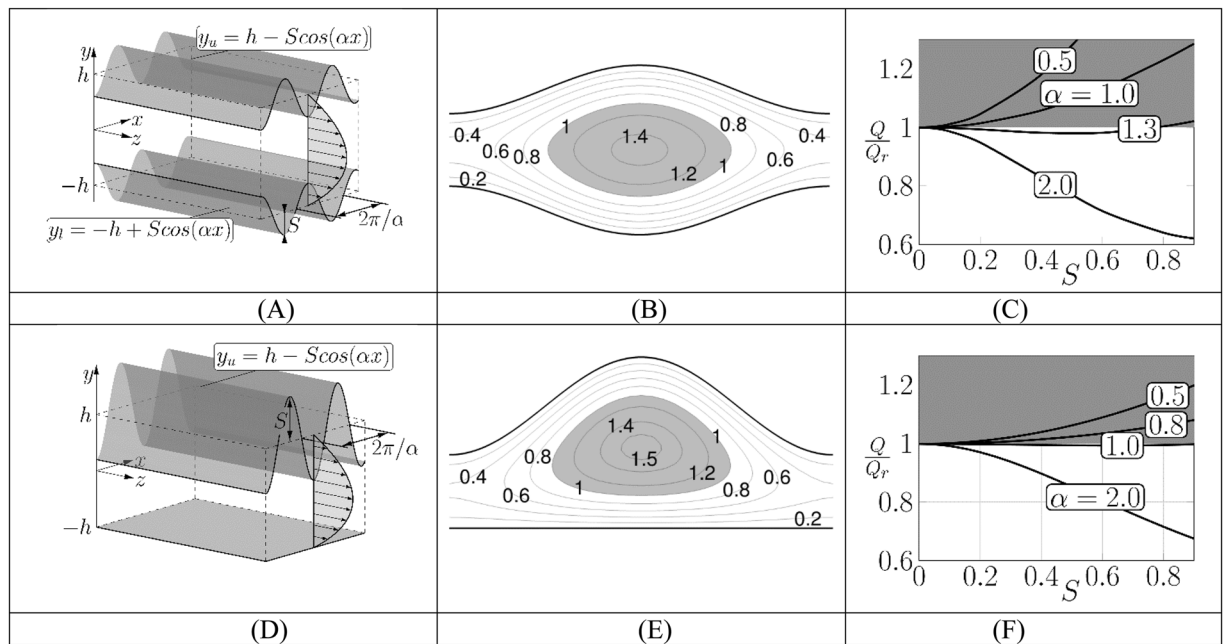 y
y_u = h − Scos(αx)
h
x
z
−h
S
2π/α
y_l = −h + Scos(αx)
(A)
1 0.8
0.4 1.4 0.4
0.6 0.8 0.6
1.2 1
0.2
(B)
1.2 0.5
α = 1.0
1 1.3
Q/Q_r
0.8 2.0
0.6
0 0.2 0.4 S 0.6 0.8
(C)
y_u = h − Scos(αx)
y
h
S
2π/α
x
z
−h
(D)
1.4 1
0.8 1.5
0.4 1.2 0.6
0.6 1 0.8
0.2
(E)
1.2 0.5
0.8
1 1.0
Q/Q_r
0.8 α = 2.0
0.6
0 0.2 0.4 S 0.6 0.8
(F)